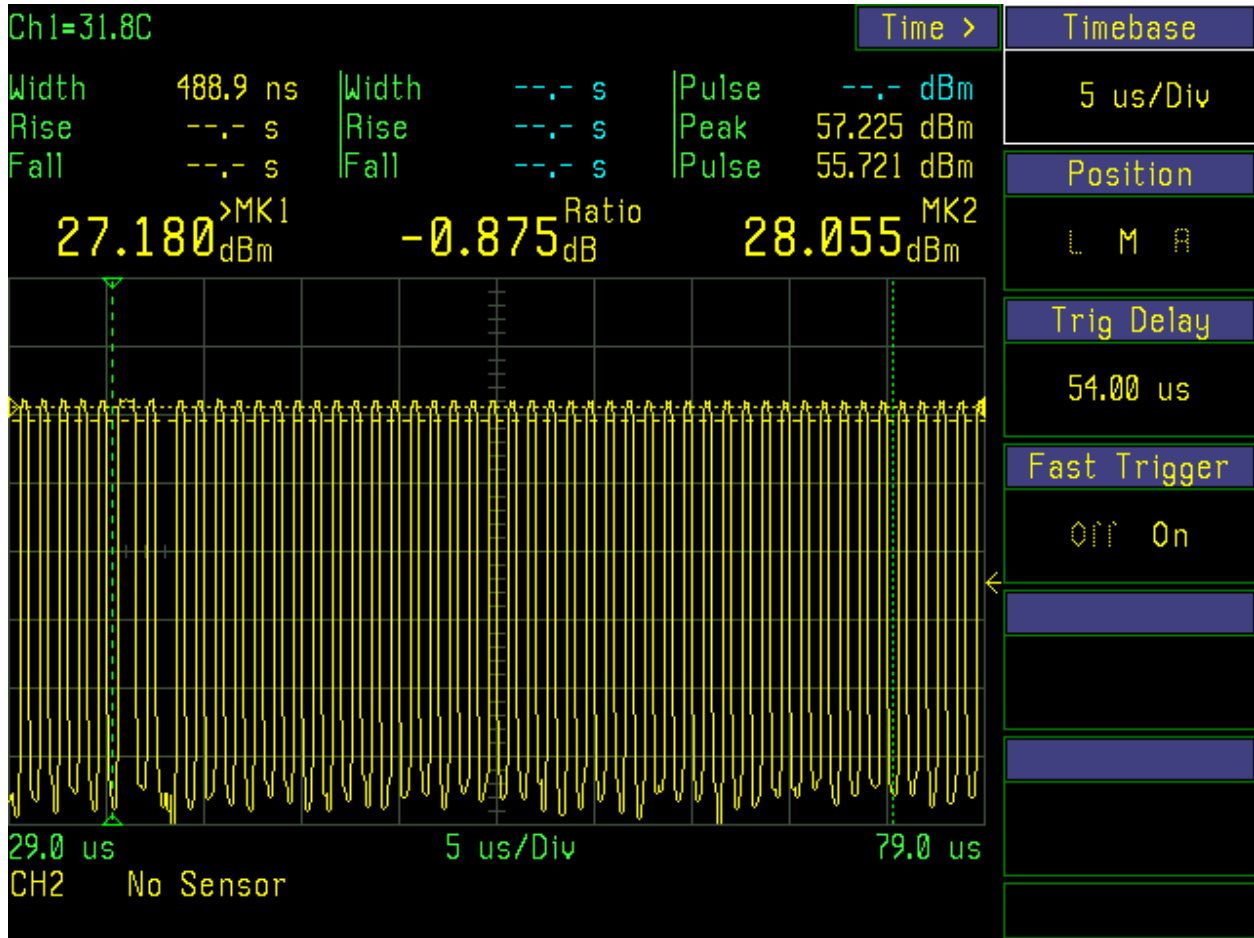 Ch1=31.8C Time >
Width 488.9 ns Width --.- s Pulse --.- dBm
Rise --.- s Rise --.- s Peak 57.225 dBm
Fall --.- s Fall --.- s Pulse 55.721 dBm
27.180 dBm >MK1 -0.875 dB Ratio 28.055 dBm MK2
29.0 us 5 us/Div 79.0 us
CH2 No Sensor
Timebase
5 us/Div
Position
L M R
Trig Delay
54.00 us
Fast Trigger
Off On